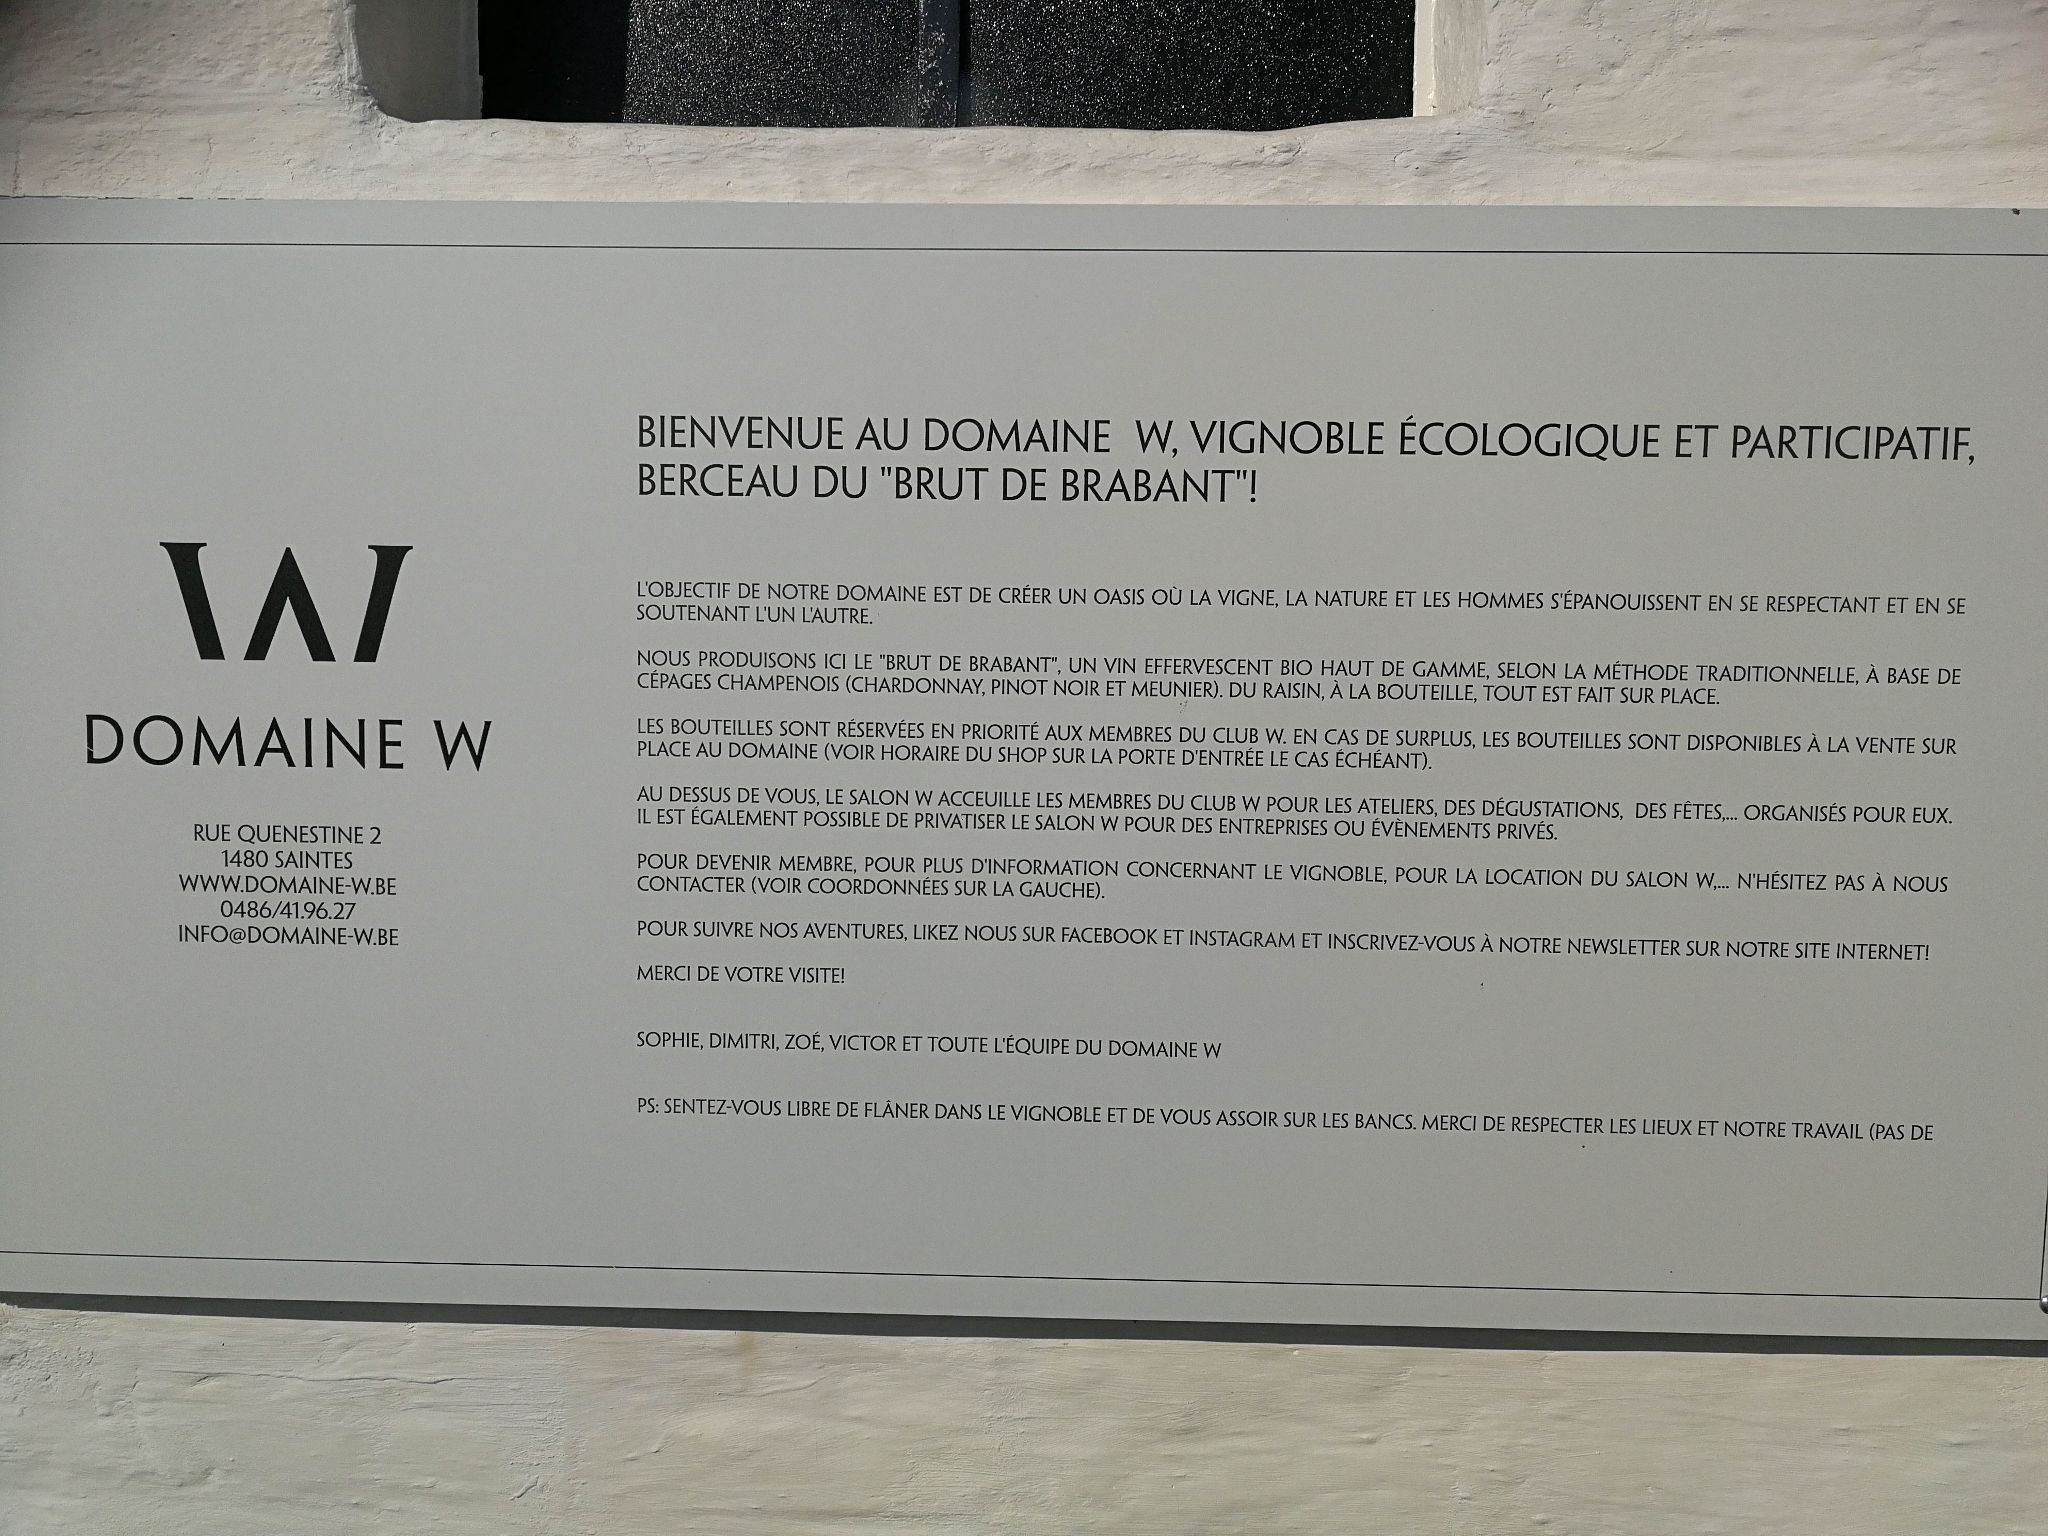 W
DOMAINE W
RUE QUENESTINE 2
1480 SAINTES
WWW.DOMAINE-W.BE
0486/41.96.27
INFO@DOMAINE-W.BE
BIENVENUE AU DOMAINE W, VIGNOBLE ÉCOLOGIQUE ET PARTICIPATIF,
BERCEAU DU "BRUT DE BRABANT"!
L'OBJECTIF DE NOTRE DOMAINE EST DE CRÉER UN OASIS OÙ LA VIGNE, LA NATURE ET LES HOMMES S'ÉPANOUISSENT EN SE RESPECTANT ET EN SE
SOUTENANT L'UN L'AUTRE.
NOUS PRODUISONS ICI LE "BRUT DE BRABANT", UN VIN EFFERVESCENT BIO HAUT DE GAMME, SELON LA MÉTHODE TRADITIONNELLE, À BASE DE
CÉPAGES CHAMPENOIS (CHARDONNAY, PINOT NOIR ET MEUNIER). DU RAISIN, À LA BOUTEILLE, TOUT EST FAIT SUR PLACE.
LES BOUTEILLES SONT RÉSERVÉES EN PRIORITÉ AUX MEMBRES DU CLUB W. EN CAS DE SURPLUS, LES BOUTEILLES SONT DISPONIBLES À LA VENTE SUR
PLACE AU DOMAINE (VOIR HORAIRE DU SHOP SUR LA PORTE D'ENTRÉE LE CAS ÉCHÉANT).
AU DESSUS DE VOUS, LE SALON W ACCEUILLE LES MEMBRES DU CLUB W POUR LES ATELIERS, DES DÉGUSTATIONS, DES FÊTES,... ORGANISÉS POUR EUX.
IL EST ÉGALEMENT POSSIBLE DE PRIVATISER LE SALON W POUR DES ENTREPRISES OU ÉVÈNEMENTS PRIVÉS.
POUR DEVENIR MEMBRE, POUR PLUS D'INFORMATION CONCERNANT LE VIGNOBLE, POUR LA LOCATION DU SALON W,... N'HÉSITEZ PAS À NOUS
CONTACTER (VOIR COORDONNÉES SUR LA GAUCHE).
POUR SUIVRE NOS AVENTURES, LIKEZ NOUS SUR FACEBOOK ET INSTAGRAM ET INSCRIVEZ-VOUS À NOTRE NEWSLETTER SUR NOTRE SITE INTERNET!
MERCI DE VOTRE VISITE!
SOPHIE, DIMITRI, ZOÉ, VICTOR ET TOUTE L'ÉQUIPE DU DOMAINE W
PS: SENTEZ-VOUS LIBRE DE FLÂNER DANS LE VIGNOBLE ET DE VOUS ASSOIR SUR LES BANCS. MERCI DE RESPECTER LES LIEUX ET NOTRE TRAVAIL (PAS DE